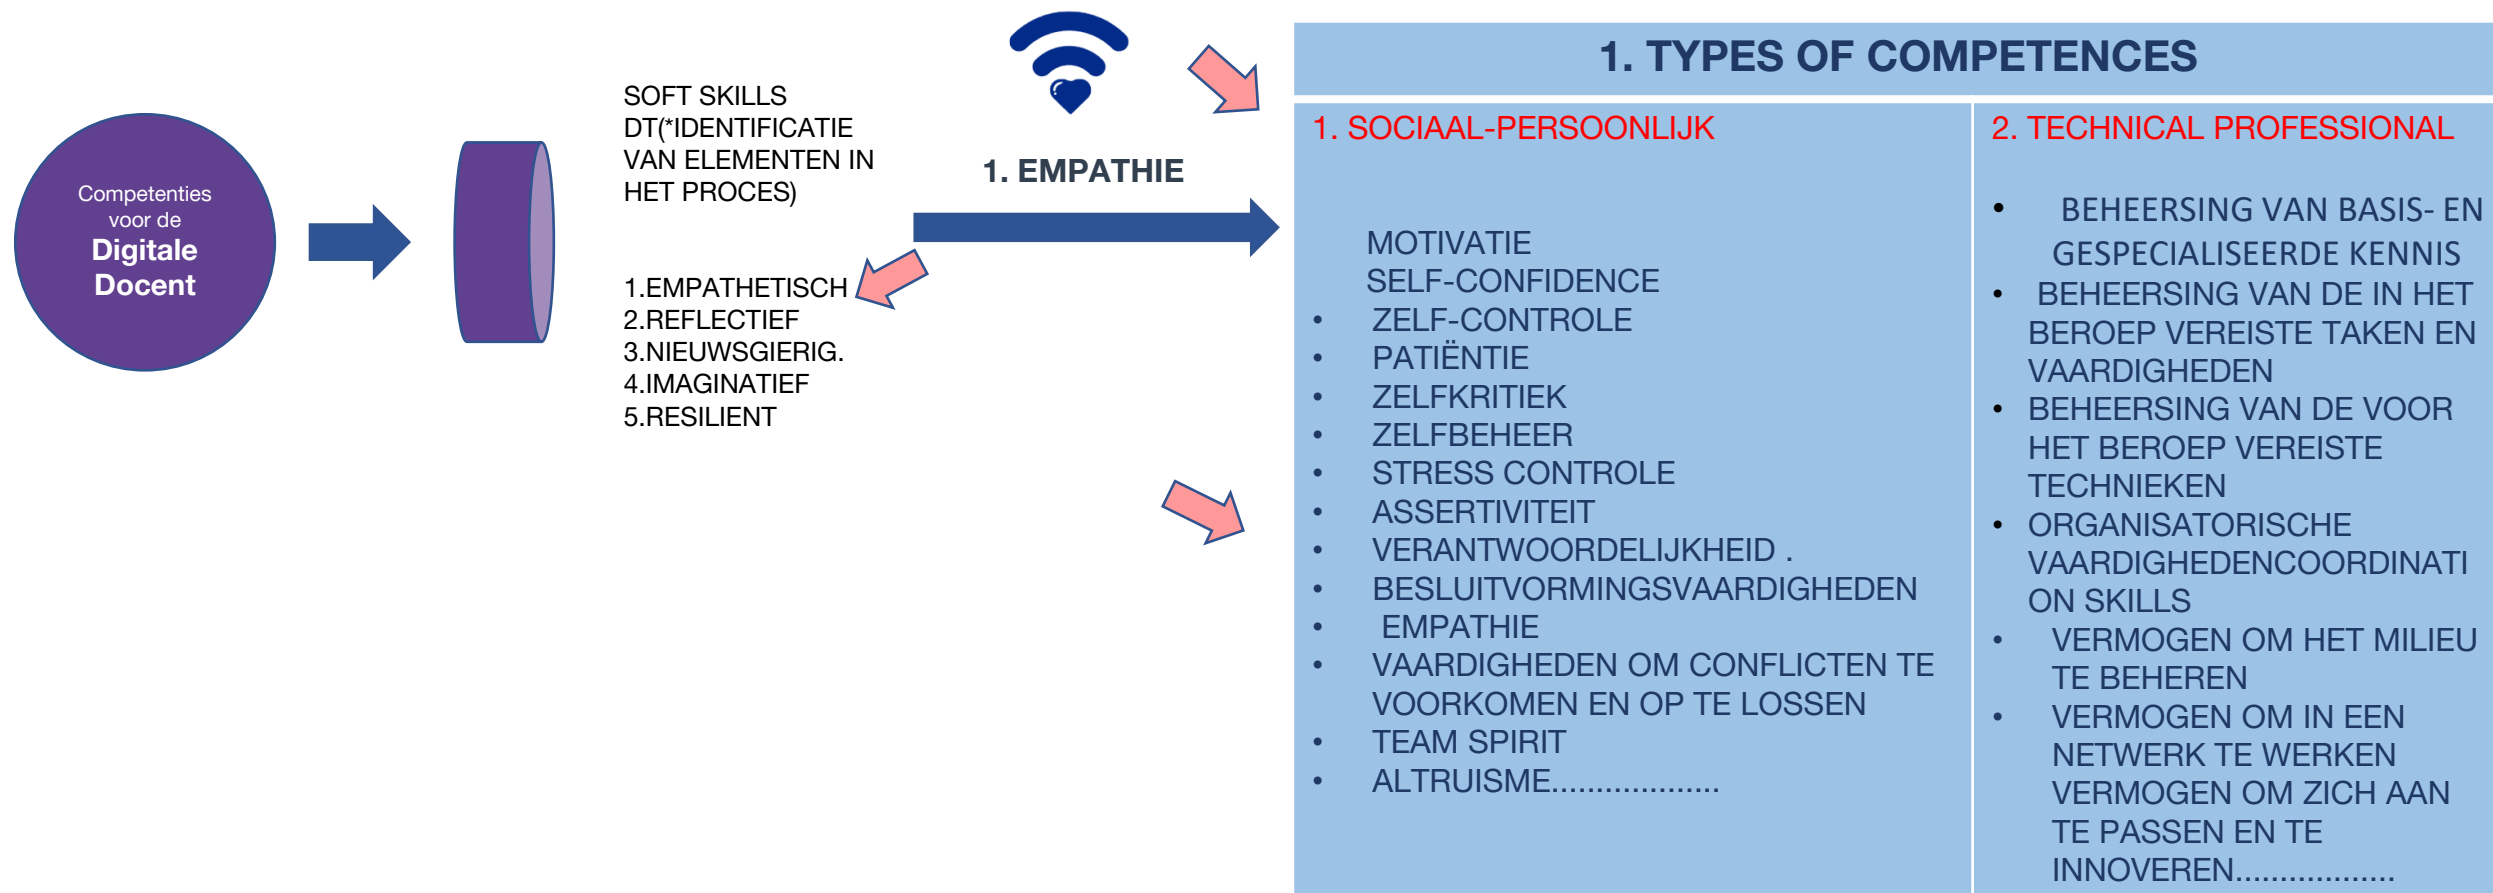 Competenties
voor de
Digitale
Docent
SOFT SKILLS
DT(*IDENTIFICATIE
VAN ELEMENTEN IN
HET PROCES)
1.EMPATHETISCH
2.REFLECTIEF
3.NIEUWSGIERIG.
4.IMAGINATIEF
5.RESILIENT
1. EMPATHIE
1. TYPES OF COMPETENCES
1. SOCIAAL-PERSOONLIJK
MOTIVATIE
SELF-CONFIDENCE
• ZELF-CONTROLE
• PATIËNTIE
• ZELFKRITIEK
• ZELFBEHEER
• STRESS CONTROLE
• ASSERTIVITEIT
• VERANTWOORDELIJKHEID .
• BESLUITVORMINGSVAARDIGHEDEN
• EMPATHIE
• VAARDIGHEDEN OM CONFLICTEN TE
VOORKOMEN EN OP TE LOSSEN
• TEAM SPIRIT
• ALTRUISME...................
2. TECHNICAL PROFESSIONAL
• BEHEERSING VAN BASIS- EN
GESPECIALISEERDE KENNIS
• BEHEERSING VAN DE IN HET
BEROEP VEREISTE TAKEN EN
VAARDIGHEDEN
• BEHEERSING VAN DE VOOR
HET BEROEP VEREISTE
TECHNIEKEN
• ORGANISATORISCHE
VAARDIGHEDENCOORDINATI
ON SKILLS
• VERMOGEN OM HET MILIEU
TE BEHEREN
• VERMOGEN OM IN EEN
NETWERK TE WERKEN
VERMOGEN OM ZICH AAN
TE PASSEN EN TE
INNOVEREN..................